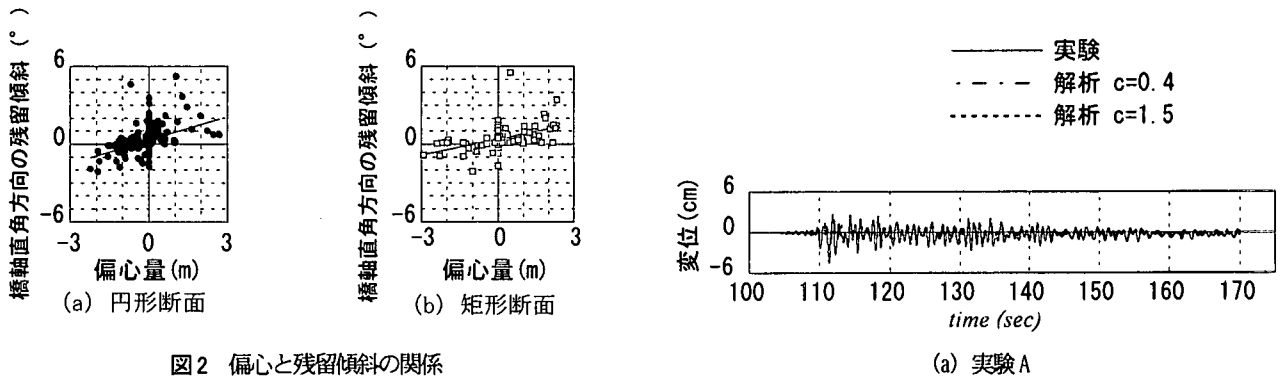 橋軸直角方向の残留傾斜(°)
6
0
-6
-3
0
3
偏心量(m)
(a) 円形断面
橋軸直角方向の残留傾斜(°)
6
0
-6
-3
0
3
偏心量(m)
(b) 矩形断面
図2 偏心と残留傾斜の関係
実験
解析 c=0.4
解析 c=1.5
変位(cm)
6
0
-6
100 110 120 130 140 150 160 170
time (sec)
(a) 実験A